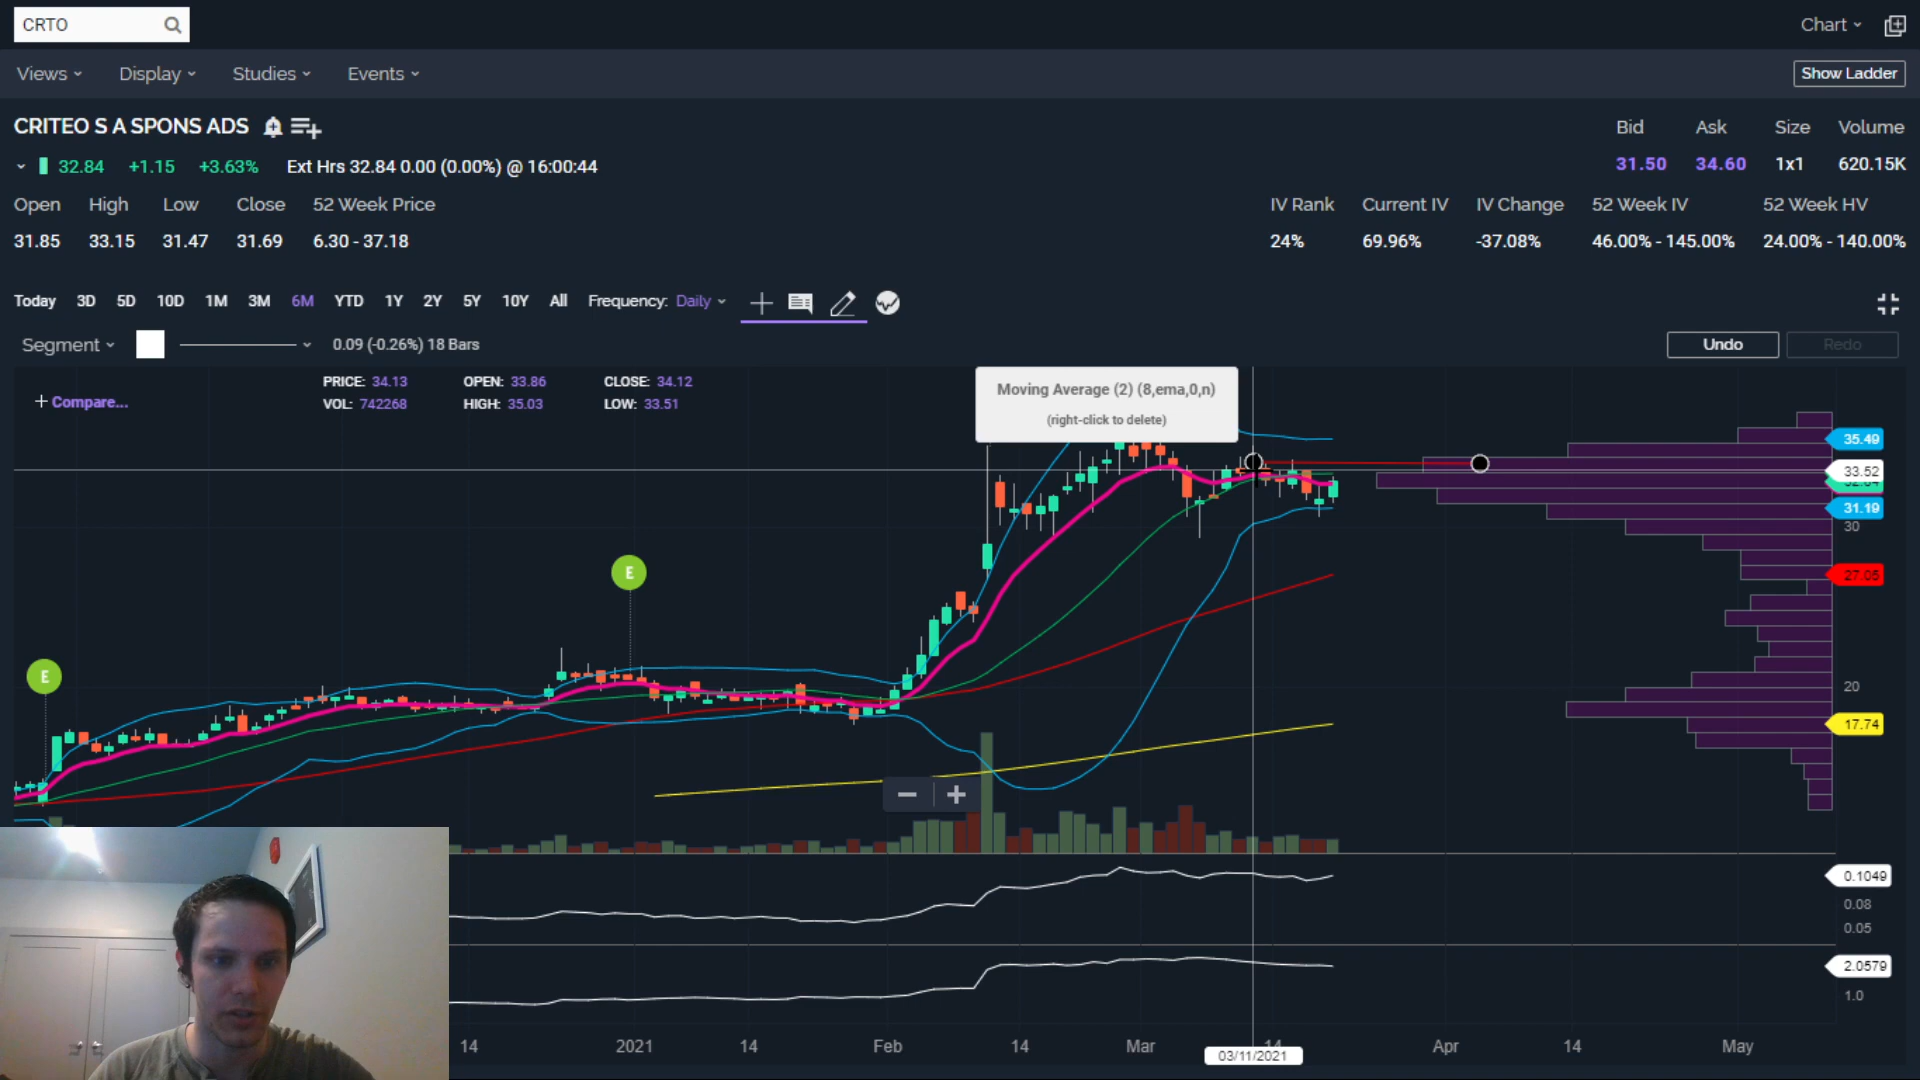 CRTO
Chart
Views Display Studies Events
Show Ladder
CRITEO S A SPONS ADS
Bid Ask Size Volume
32.84 +1.15 +3.63% Ext Hrs 32.84 0.00 (0.00%) @ 16:00:44
31.50 34.60 1x1 620.15K
Open High Low Close 52 Week Price
IV Rank Current IV IV Change 52 Week IV 52 Week HV
31.85 33.15 31.47 31.69 6.30 - 37.18
24% 69.96% -37.08% 46.00% - 145.00% 24.00% - 140.00%
Today 3D 5D 10D 1M 3M 6M YTD 1Y 2Y 5Y 10Y All Frequency: Daily
Segment 0.09 (-0.26%) 18 Bars
Undo Redo
+ Compare...
PRICE: 34.13 OPEN: 33.86 CLOSE: 34.12
VOL: 742268 HIGH: 35.03 LOW: 33.51
Moving Average (2) (8,ema,0,n)
(right-click to delete)
35.49
33.52
31.19
30
27.05
20
17.74
E
E
0.1049
0.08
0.05
2.0579
1.0
14 2021 14 Feb 14 Mar 14 Apr 14 May
03/11/2021